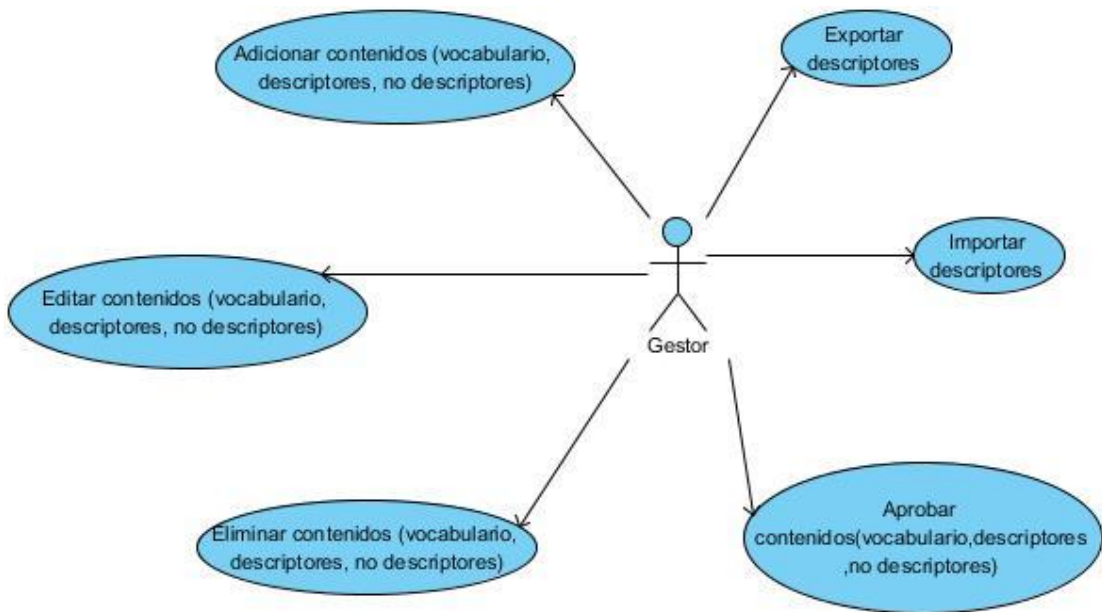 Adicionar contenidos (vocabulario,
descriptores, no descriptores)
Exportar
descriptores
Importar
descriptores
Editar contenidos (vocabulario,
descriptores, no descriptores)
Gestor
Eliminar contenidos (vocabulario,
descriptores, no descriptores)
Aprobar
contenidos(vocabulario,descriptores
,no descriptores)